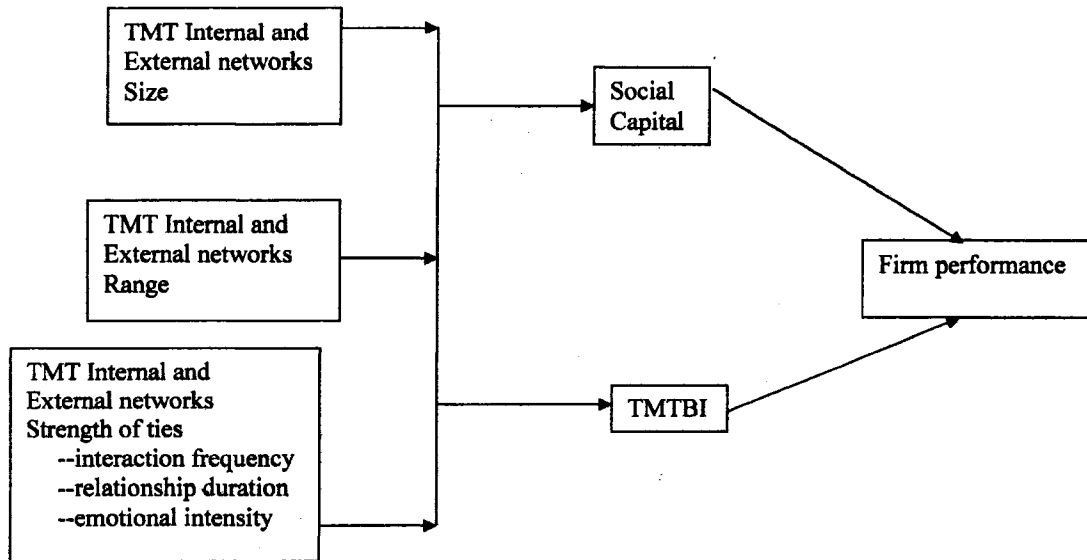 TMT Internal and
External networks
Size
Social
Capital
TMT Internal and
External networks
Range
Firm performance
TMT Internal and
External networks
Strength of ties
--interaction frequency
--relationship duration
--emotional intensity
TMTBI